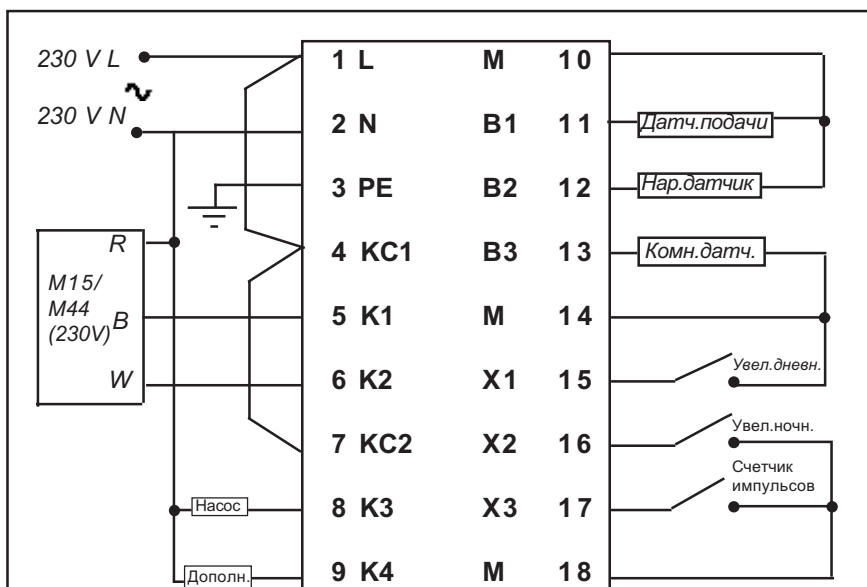 230 V L
230 V N
1 L M 10
2 N B1 11 Датч.подачи
3 PE B2 12 Нар.датчик
4 KC1 B3 13 Комн.датч.
5 K1 M 14
6 K2 X1 15 Увел.дневн.
7 KC2 X2 16 Увел.ночн.
8 K3 X3 17 Счетчик
импульсов
9 K4 M 18
R
M15/
M44
(230V) B
W
Насос
Дополн.